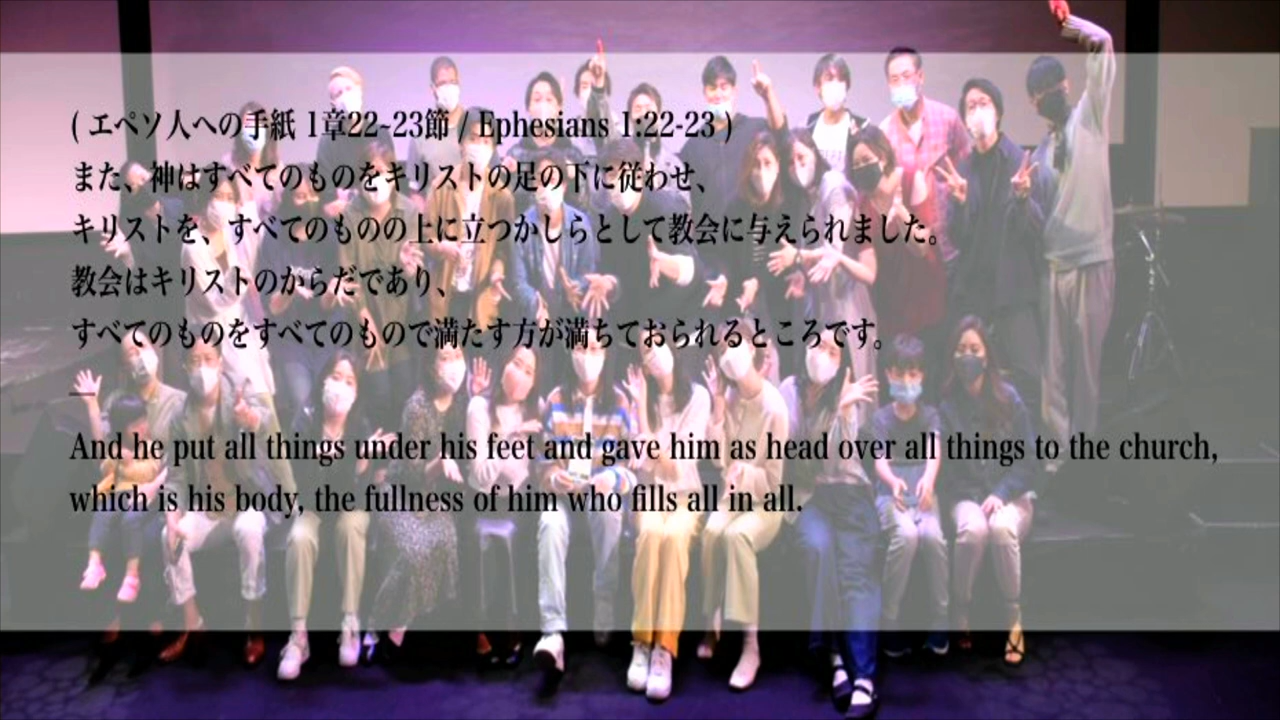 ( エペソ人への手紙 1章22~23節 / Ephesians 1:22-23 )
また、神はすべてのものをキリストの足の下に従わせ、
キリストを、すべてのものの上に立つかしらとして教会に与えられました。
教会はキリストのからだであり、
すべてのものをすべてのもので満たす方が満ちておられるところです。
—
And he put all things under his feet and gave him as head over all things to the church,
which is his body, the fullness of him who fills all in all.